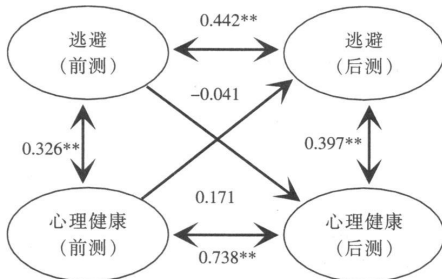 0.442**
逃避
(前测)
逃避
(后测)
-0.041
0.326**
0.397**
0.171
心理健康
(前测)
心理健康
(后测)
0.738**